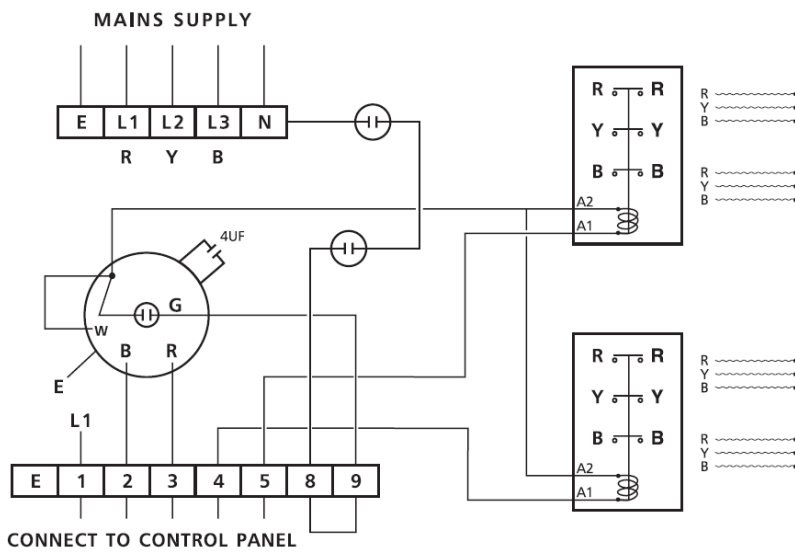 MAINS SUPPLY
E L1 L2 L3 N
R Y B
R R
Y Y
B B
A2
A1
R
Y
B
R
Y
B
4UF
G
W
B R
E
L1
E 1 2 3 4 5 8 9
CONNECT TO CONTROL PANEL
R R
Y Y
B B
A2
A1
R
Y
B
R
Y
B